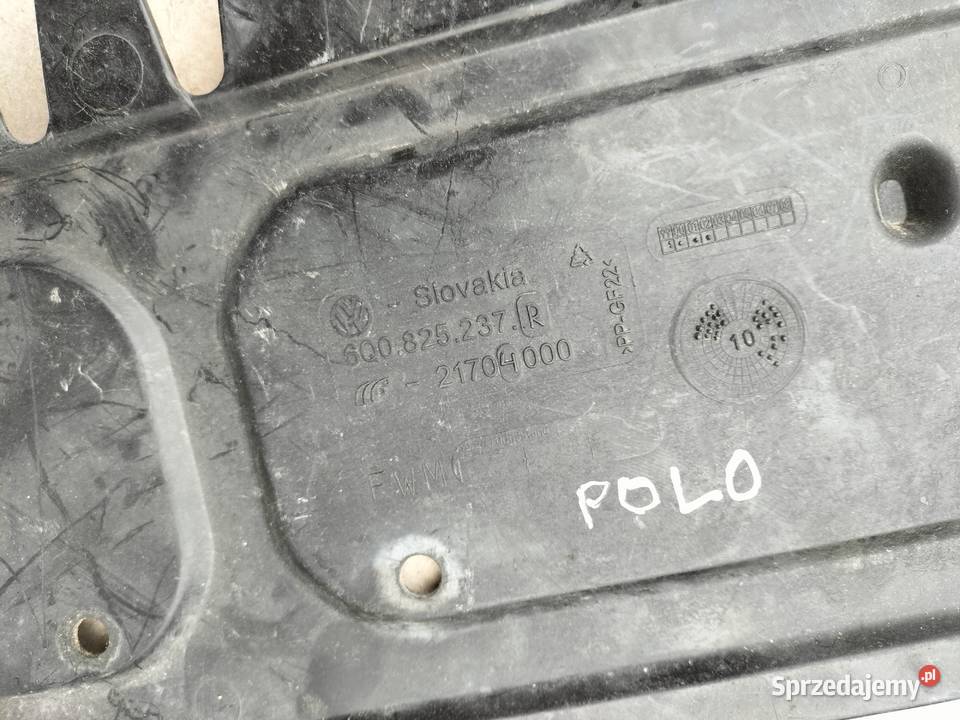 - Slovakia
6Q0.825.237.R
- 21704000
>PP-GF22<
10
FWM
POLO
Sprzedajemy.pl